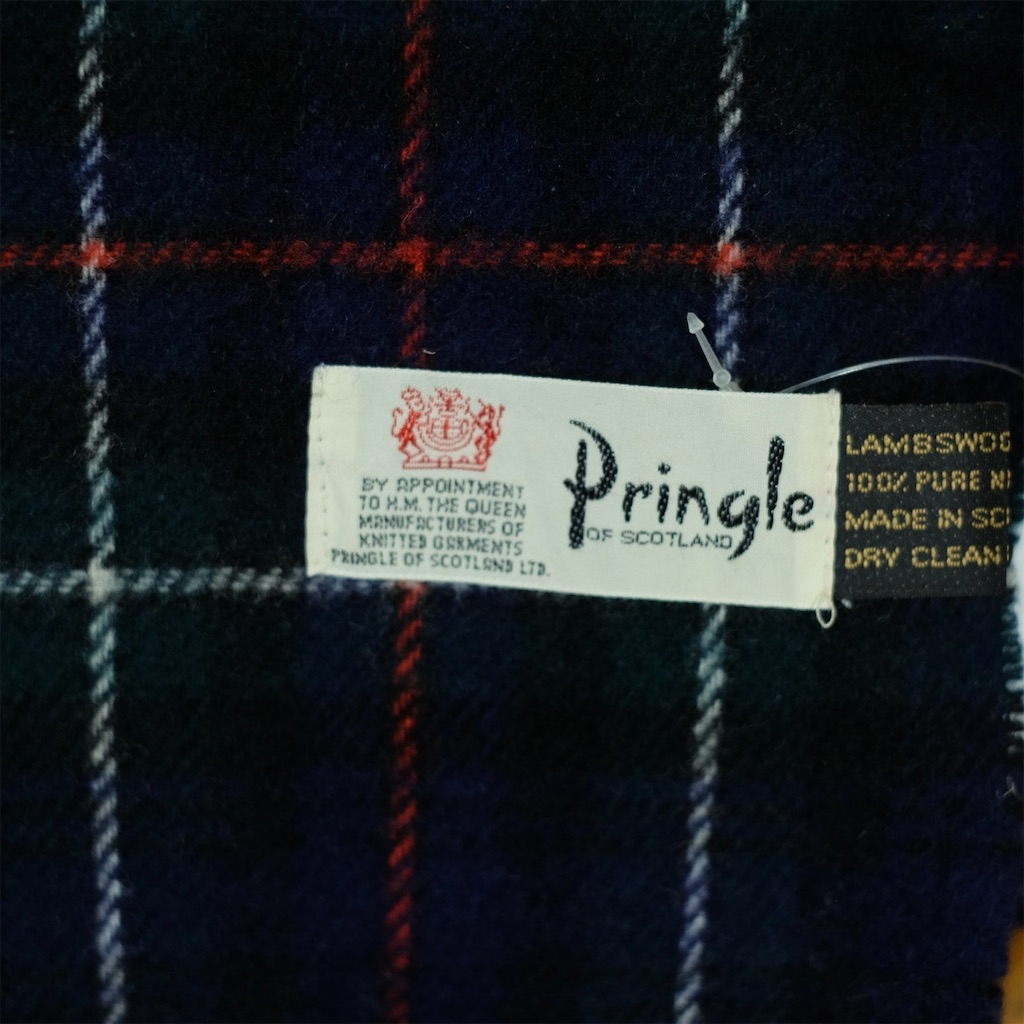 BY APPOINTMENT
TO H.M. THE QUEEN
MANUFACTURERS OF
KNITTED GARMENTS
PRINGLE OF SCOTLAND LTD.
Pringle
OF SCOTLAND
LAMBSWOO
100% PURE N
MADE IN SC
DRY CLEAN